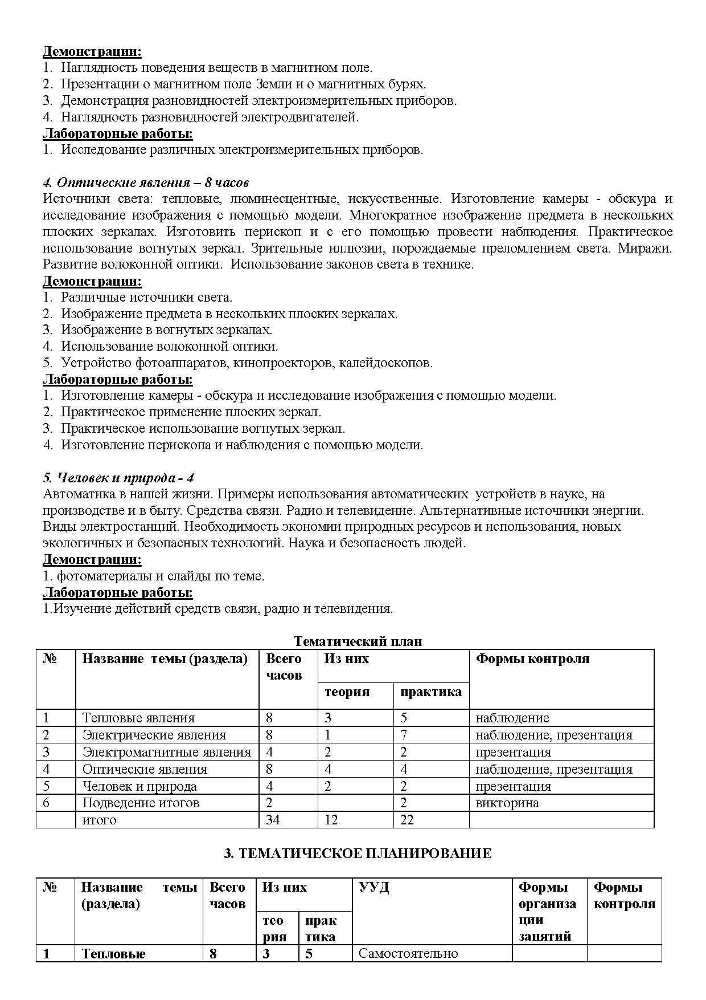 Демонстрации:
1. Наглядность поведения веществ в магнитном поле.
2. Презентации о магнитном поле Земли и о магнитных бурях.
3. Демонстрация разновидностей электроизмерительных приборов.
4. Наглядность разновидностей электродвигателей.
Лабораторные работы:
1. Исследование различных электроизмерительных приборов.
4. Оптические явления – 8 часов
Источники света: тепловые, люминесцентные, искусственные. Изготовление камеры - обскура и
исследование изображения с помощью модели. Многократное изображение предмета в нескольких
плоских зеркалах. Изготовить перископ и с его помощью провести наблюдения. Практическое
использование вогнутых зеркал. Зрительные иллюзии, порождаемые преломлением света. Миражи.
Развитие волоконной оптики. Использование законов света в технике.
Демонстрации:
1. Различные источники света.
2. Изображение предмета в нескольких плоских зеркалах.
3. Изображение в вогнутых зеркалах.
4. Использование волоконной оптики.
5. Устройство фотоаппаратов, кинопроекторов, калейдоскопов.
Лабораторные работы:
1. Изготовление камеры - обскура и исследование изображения с помощью модели.
2. Практическое применение плоских зеркал.
3. Практическое использование вогнутых зеркал.
4. Изготовление перископа и наблюдения с помощью модели.
5. Человек и природа - 4
Автоматика в нашей жизни. Примеры использования автоматических устройств в науке, на
производстве и в быту. Средства связи. Радио и телевидение. Альтернативные источники энергии.
Виды электростанций. Необходимость экономии природных ресурсов и использования, новых
экологичных и безопасных технологий. Наука и безопасность людей.
Демонстрации:
1. фотоматериалы и слайды по теме.
Лабораторные работы:
1.Изучение действий средств связи, радио и телевидения.
Тематический план
№ Название темы (раздела) Всего Из них Формы контроля
часов
теория практика
1 Тепловые явления 8 3 5 наблюдение
2 Электрические явления 8 1 7 наблюдение, презентация
3 Электромагнитные явления 4 2 2 презентация
4 Оптические явления 8 4 4 наблюдение, презентация
5 Человек и природа 4 2 2 презентация
6 Подведение итогов 2 2 викторина
итого 34 12 22
3. ТЕМАТИЧЕСКОЕ ПЛАНИРОВАНИЕ
№ Название темы Всего Из них УУД Формы Формы
(раздела) часов организа контроля
тео прак ции
рия тика занятий
1 Тепловые 8 3 5 Самостоятельно